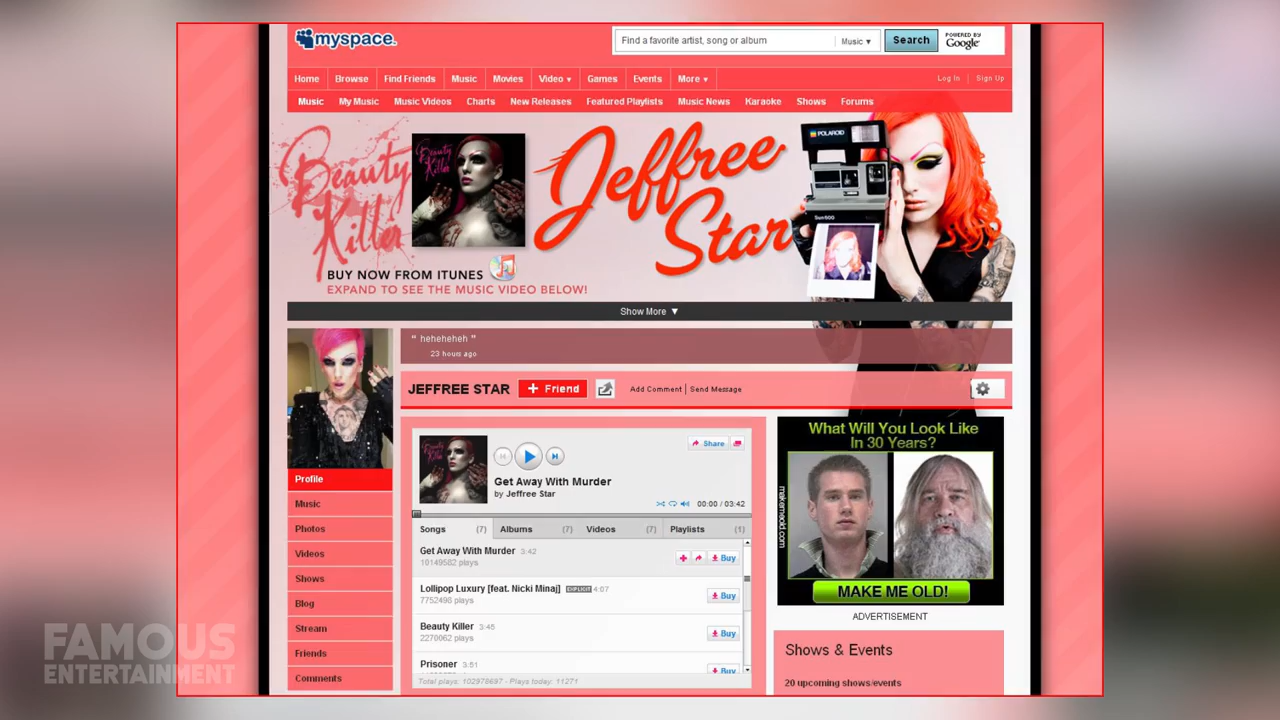 myspace.
Find a favorite artist, song or album
Music ▼
Search
POWERED BY
Google
Home
Browse
Find Friends
Music
Movies
Video ▼
Games
Events
More ▼
Log In
Sign Up
Music
My Music
Music Videos
Charts
New Releases
Featured Playlists
Music News
Karaoke
Shows
Forums
Beauty
Killer
Beauty
Killer
Jeffree
Star
POLAROID
Sun600
BUY NOW FROM ITUNES
EXPAND TO SEE THE MUSIC VIDEO BELOW!
Show More ▼
“ heheheheh ”
23 hours ago
JEFFREE STAR
+ Friend
Add Comment | Send Message
Profile
Music
Photos
Videos
Shows
Blog
Stream
Friends
Comments
Share
Get Away With Murder
by Jeffree Star
00:00 / 03:42
Songs (7)
Albums (7)
Videos (7)
Playlists (1)
Get Away With Murder 3:42
10149582 plays
Buy
Lollipop Luxury [feat. Nicki Minaj] EXPLICIT 4:07
7752498 plays
Buy
Beauty Killer 3:45
2270062 plays
Buy
Prisoner 3:51
Buy
Total plays: 102978697 - Plays today: 11271
What Will You Look Like
In 30 Years?
makemeold.com
MAKE ME OLD!
ADVERTISEMENT
Shows & Events
20 upcoming shows/events
FAMOUS
ENTERTAINMENT